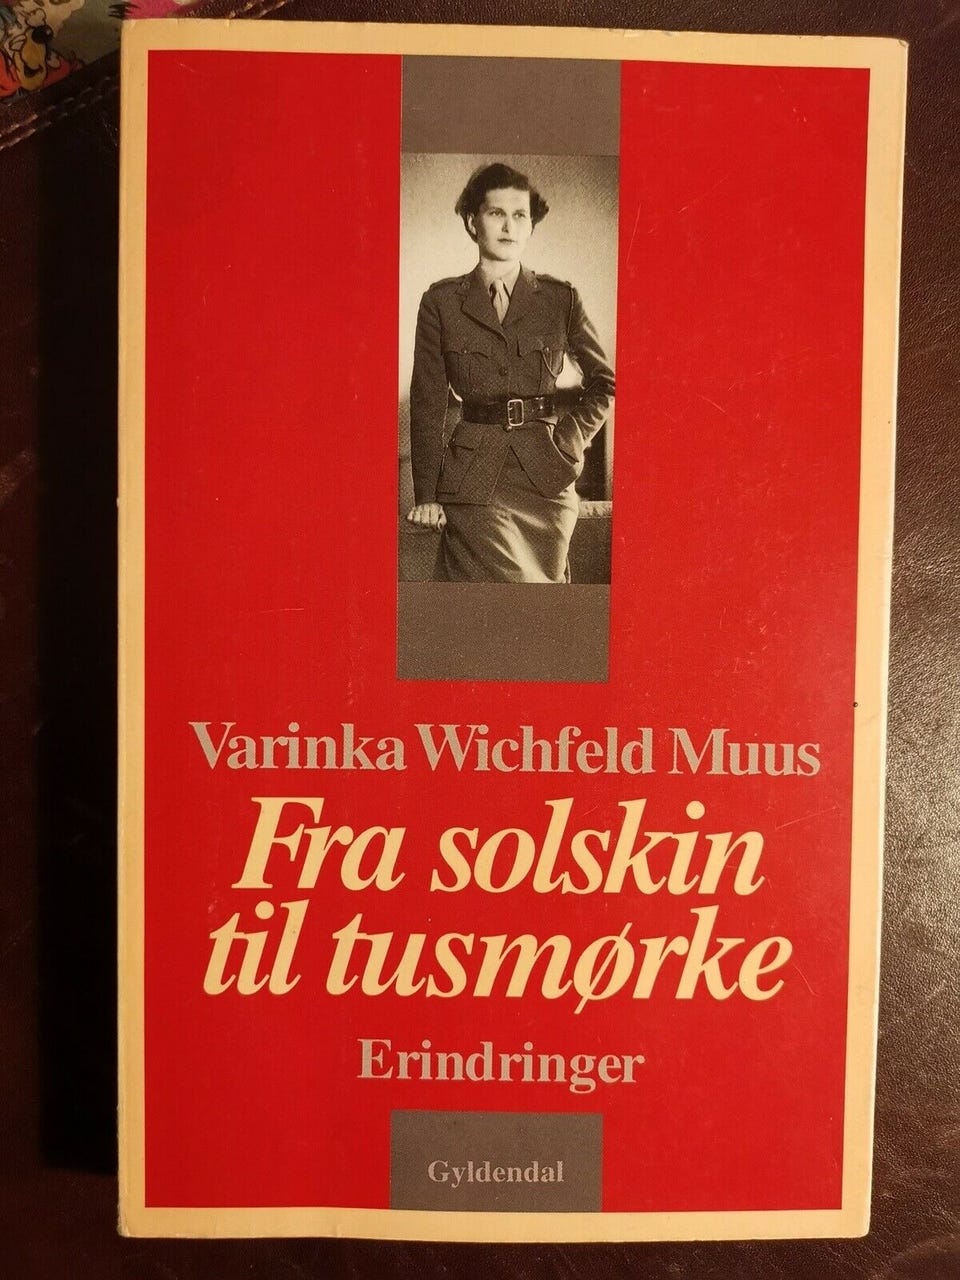 Varinka Wichfeld Muus
Fra solskin
til tusmørke
Erindringer
Gyldendal